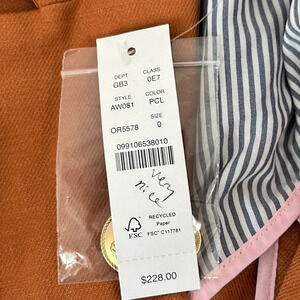 DEPT CLASS
GB3 0E7
STYLE COLOR
AW081 PCL
SIZE
OR5578 0
099106538010
very
nice
FSC
RECYCLED
Paper
FSC® C117781
$228.00